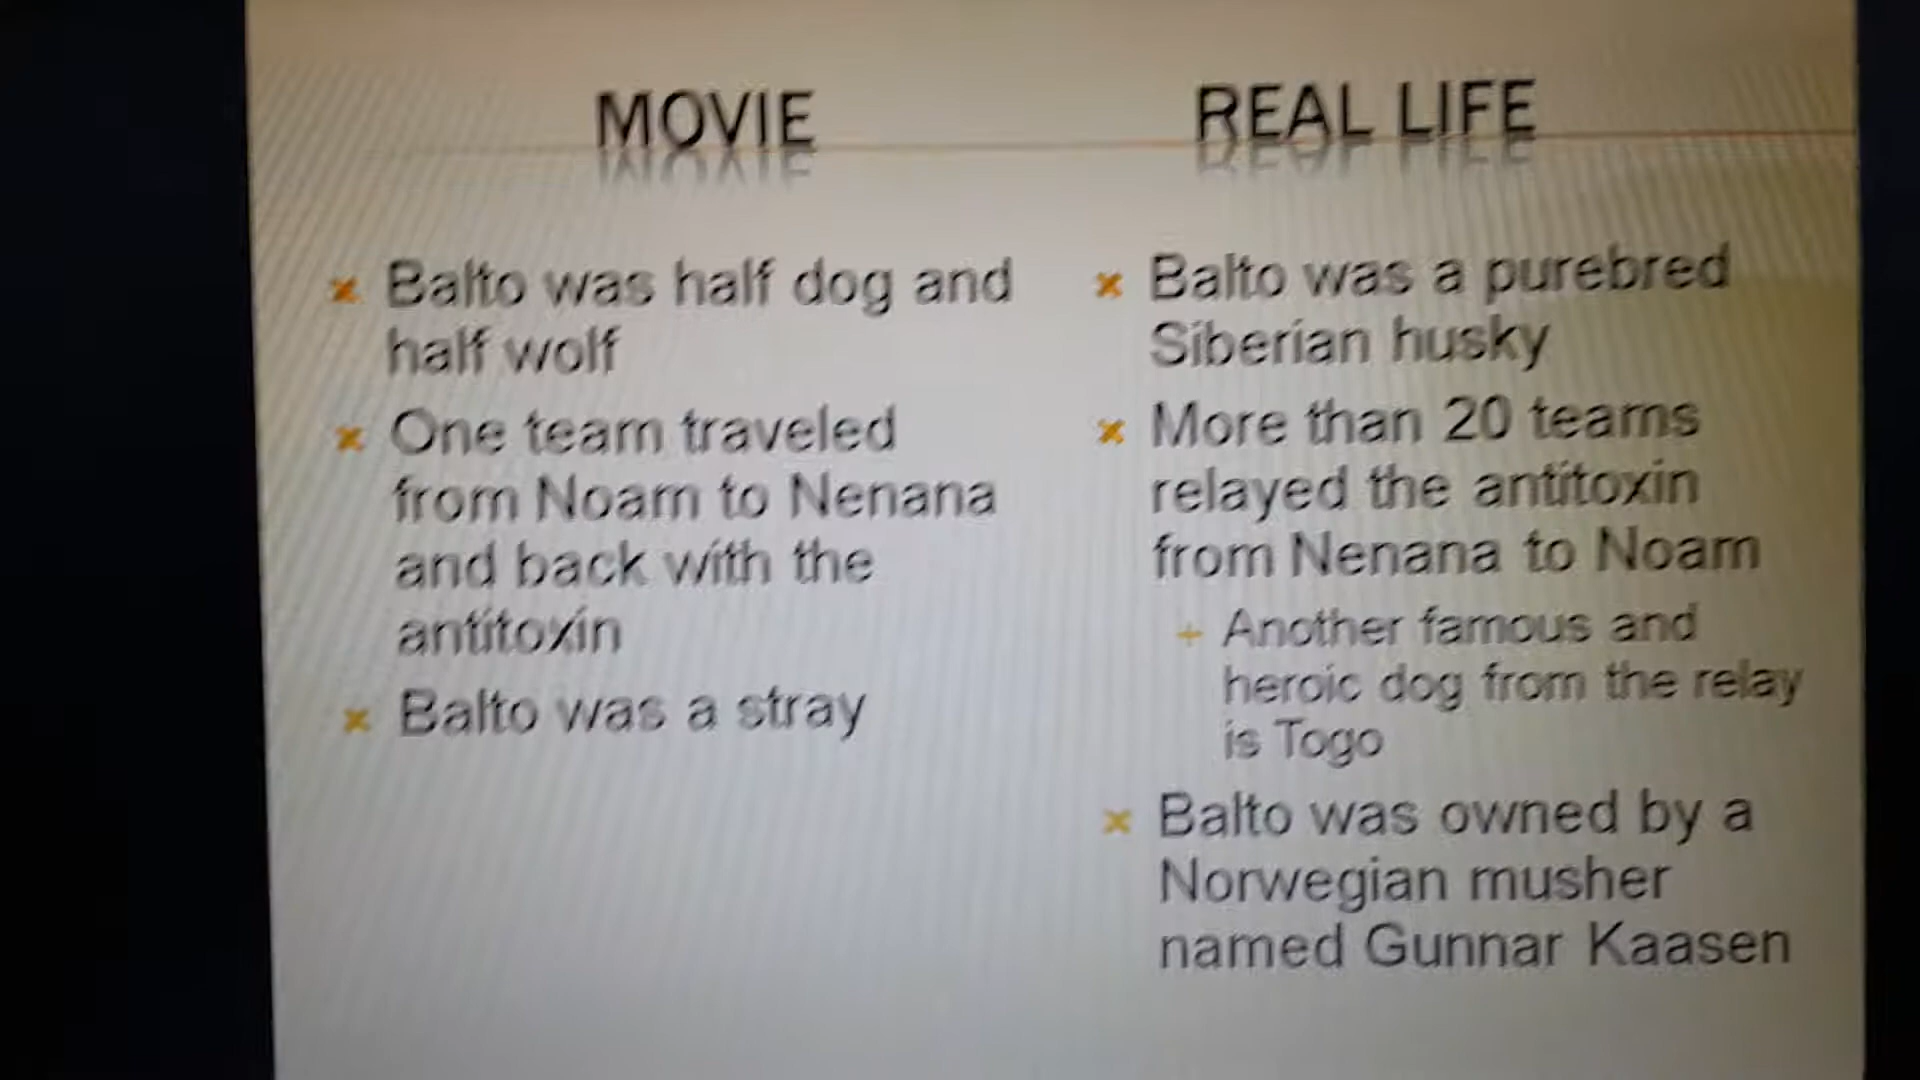 MOVIE
Balto was half dog and
half wolf
One team traveled
from Noam to Nenana
and back with the
antitoxin
Balto was a stray
REAL LIFE
Balto was a purebred
Siberian husky
More than 20 teams
relayed the antitoxin
from Nenana to Noam
Another famous and
heroic dog from the relay
is Togo
Balto was owned by a
Norwegian musher
named Gunnar Kaasen